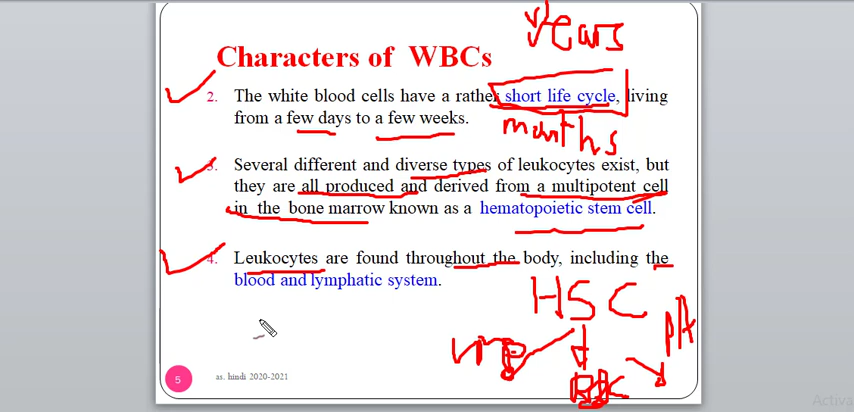 years
Characters of WBCs
2. The white blood cells have a rather short life cycle, living
from a few days to a few weeks.
months
3. Several different and diverse types of leukocytes exist, but
they are all produced and derived from a multipotent cell
in the bone marrow known as a hematopoietic stem cell.
4. Leukocytes are found throughout the body, including the
blood and lymphatic system.
HSC
plt
5
as. hindi 2020-2021
Activa